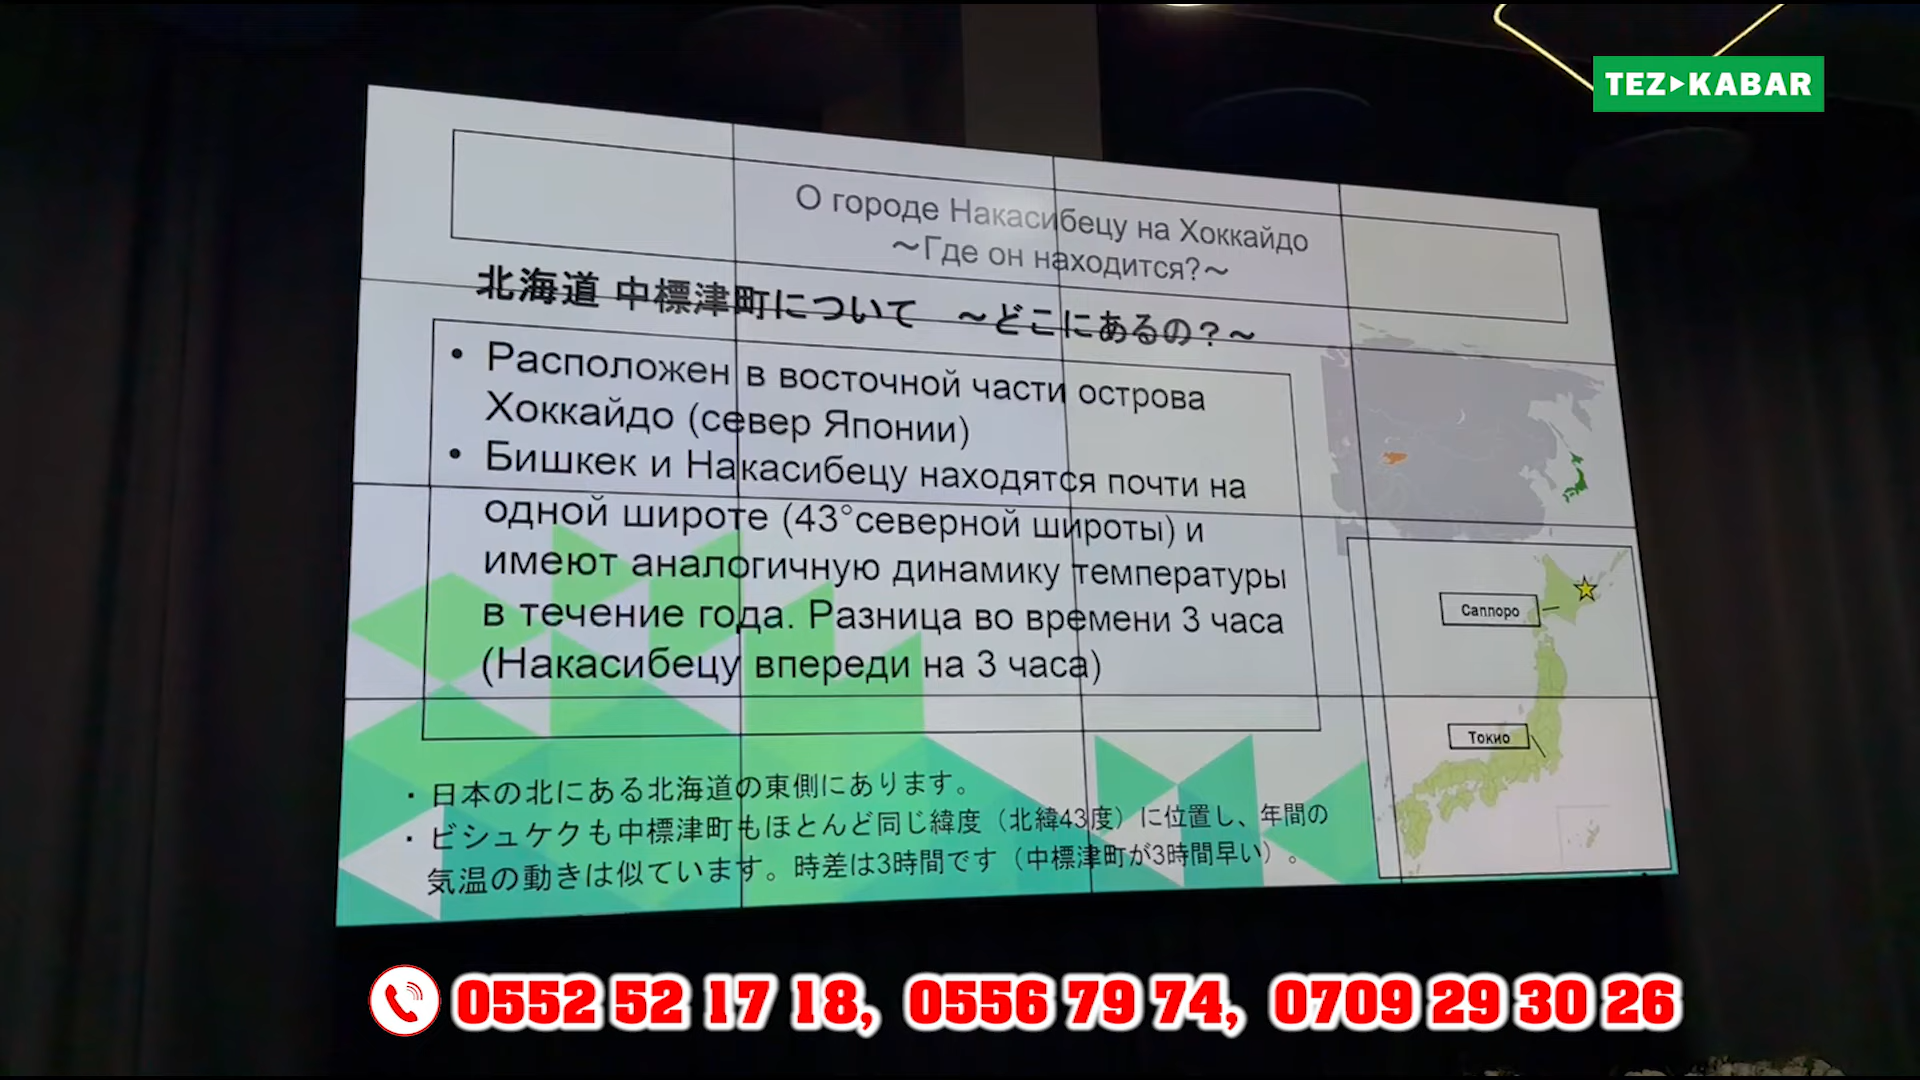 TEZ▶KABAR
О городе Накасибецу на Хоккайдо
～Где он находится?～
北海道 中標津町について　～どこにあるの？～
• Расположен в восточной части острова
Хоккайдо (север Японии)
• Бишкек и Накасибецу находятся почти на
одной широте (43°северной широты) и
имеют аналогичную динамику температуры
в течение года. Разница во времени 3 часа
(Накасибецу впереди на 3 часа)
Саппоро
Токио
・日本の北にある北海道の東側にあります。
・ビシュケクも中標津町もほとんど同じ緯度（北緯43度）に位置し、年間の
気温の動きは似ています。時差は3時間です（中標津町が3時間早い）。
0552 52 17 18, 0556 79 74, 0709 29 30 26